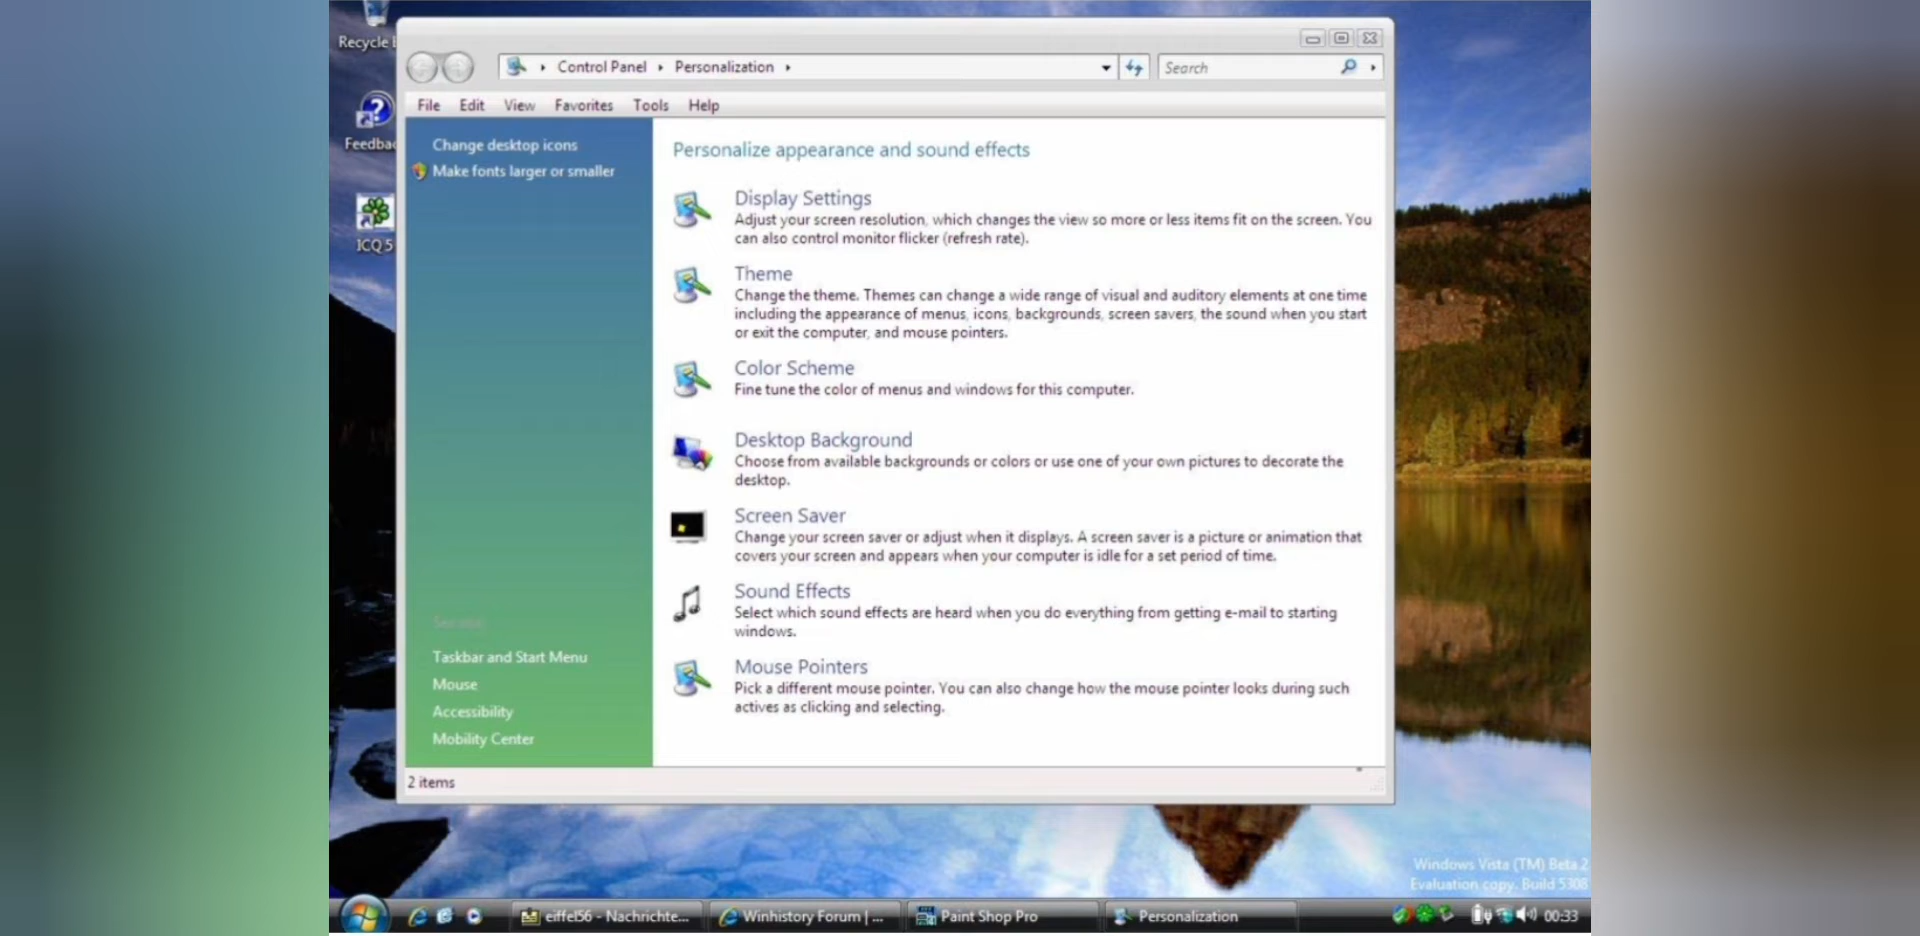 Recycle
Control Panel
Personalization
Search
Feedba
File Edit View Favorites Tools Help
Change desktop icons
Make fonts larger or smaller
ICQ 5
Personalize appearance and sound effects
Display Settings
Adjust your screen resolution, which changes the view so more or less items fit on the screen. You
can also control monitor flicker (refresh rate).
Theme
Change the theme. Themes can change a wide range of visual and auditory elements at one time
including the appearance of menus, icons, backgrounds, screen savers, the sound when you start
or exit the computer, and mouse pointers.
Color Scheme
Fine tune the color of menus and windows for this computer.
Desktop Background
Choose from available backgrounds or colors or use one of your own pictures to decorate the
desktop.
Screen Saver
Change your screen saver or adjust when it displays. A screen saver is a picture or animation that
covers your screen and appears when your computer is idle for a set period of time.
Sound Effects
Select which sound effects are heard when you do everything from getting e-mail to starting
windows.
Mouse Pointers
Pick a different mouse pointer. You can also change how the mouse pointer looks during such
actives as clicking and selecting.
See also
Taskbar and Start Menu
Mouse
Accessibility
Mobility Center
2 items
Windows Vista (TM) Beta 2
Evaluation copy. Build 5308
eiffel56 - Nachrichte...
Winhistory Forum | ...
Paint Shop Pro
Personalization
00:33